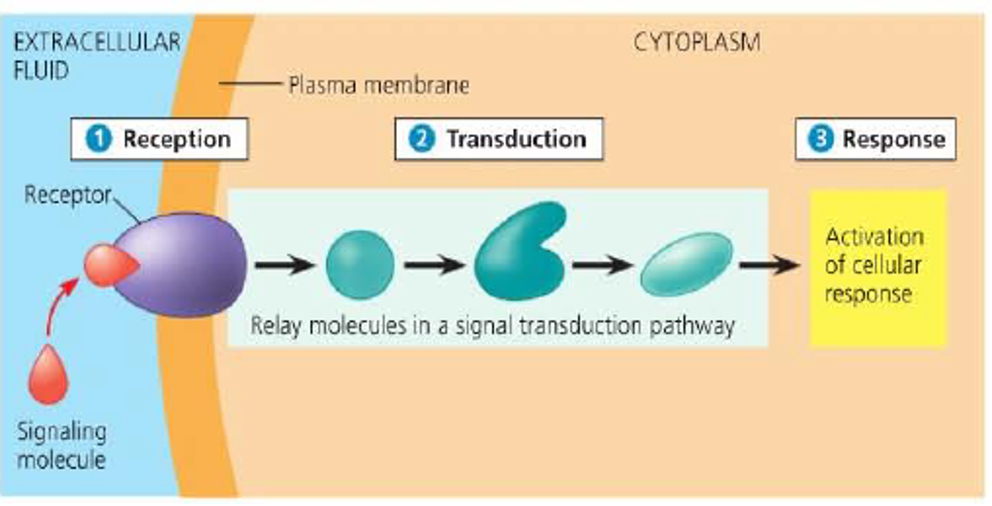 EXTRACELLULAR
FLUID
CYTOPLASM
Plasma membrane
1 Reception
2 Transduction
3 Response
Receptor
Activation
of cellular
response
Relay molecules in a signal transduction pathway
Signaling
molecule